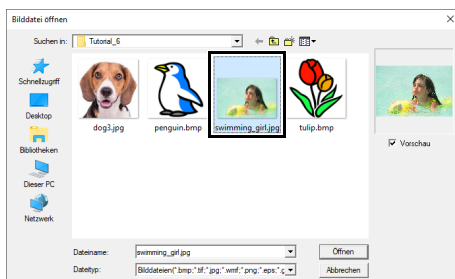 Bilddatei öffnen
Suchen in:
Tutorial_6
Schnellzugriff
Desktop
Bibliotheken
Dieser PC
Netzwerk
dog3.jpg
penguin.bmp
swimming_girl.jpg
tulip.bmp
Vorschau
Dateiname:
swimming_girl.jpg
Öffnen
Dateityp:
Bilddateien(*.bmp;*.tif;*.jpg;*.wmf;*.png;*.eps;*.g
Abbrechen